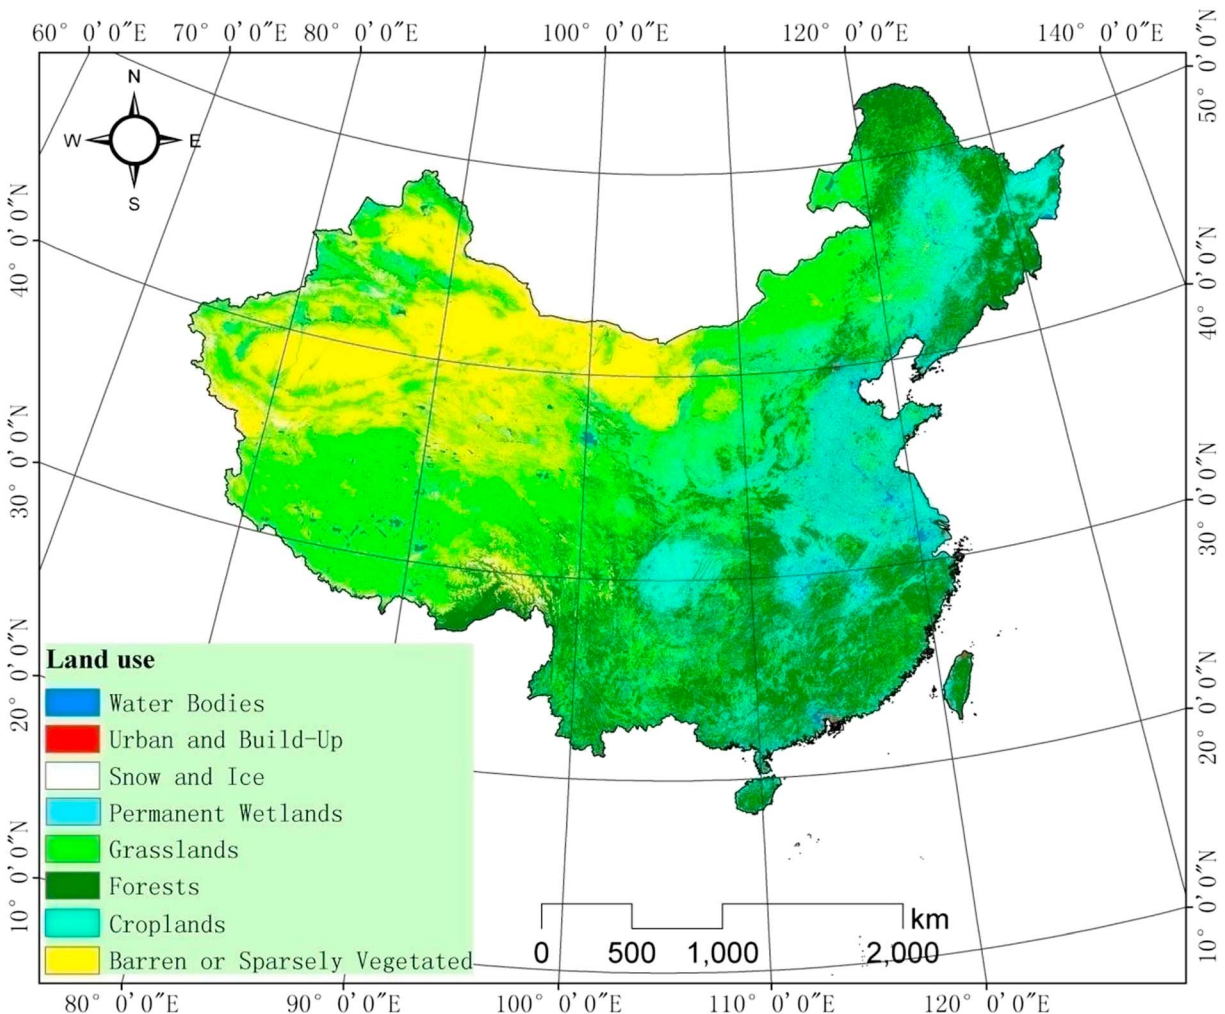 60° 0′0″E 70° 0′0″E 80° 0′0″E 100° 0′0″E 120° 0′0″E 140° 0′0″E
N
W E
S
50° 0′0″N
40° 0′0″N
30° 0′0″N
20° 0′0″N
10° 0′0″N
40° 0′0″N
30° 0′0″N
20° 0′0″N
10° 0′0″N
Land use
Water Bodies
Urban and Build-Up
Snow and Ice
Permanent Wetlands
Grasslands
Forests
Croplands
Barren or Sparsely Vegetated
km
0 500 1,000 2,000
80° 0′0″E 90° 0′0″E 100° 0′0″E 110° 0′0″E 120° 0′0″E